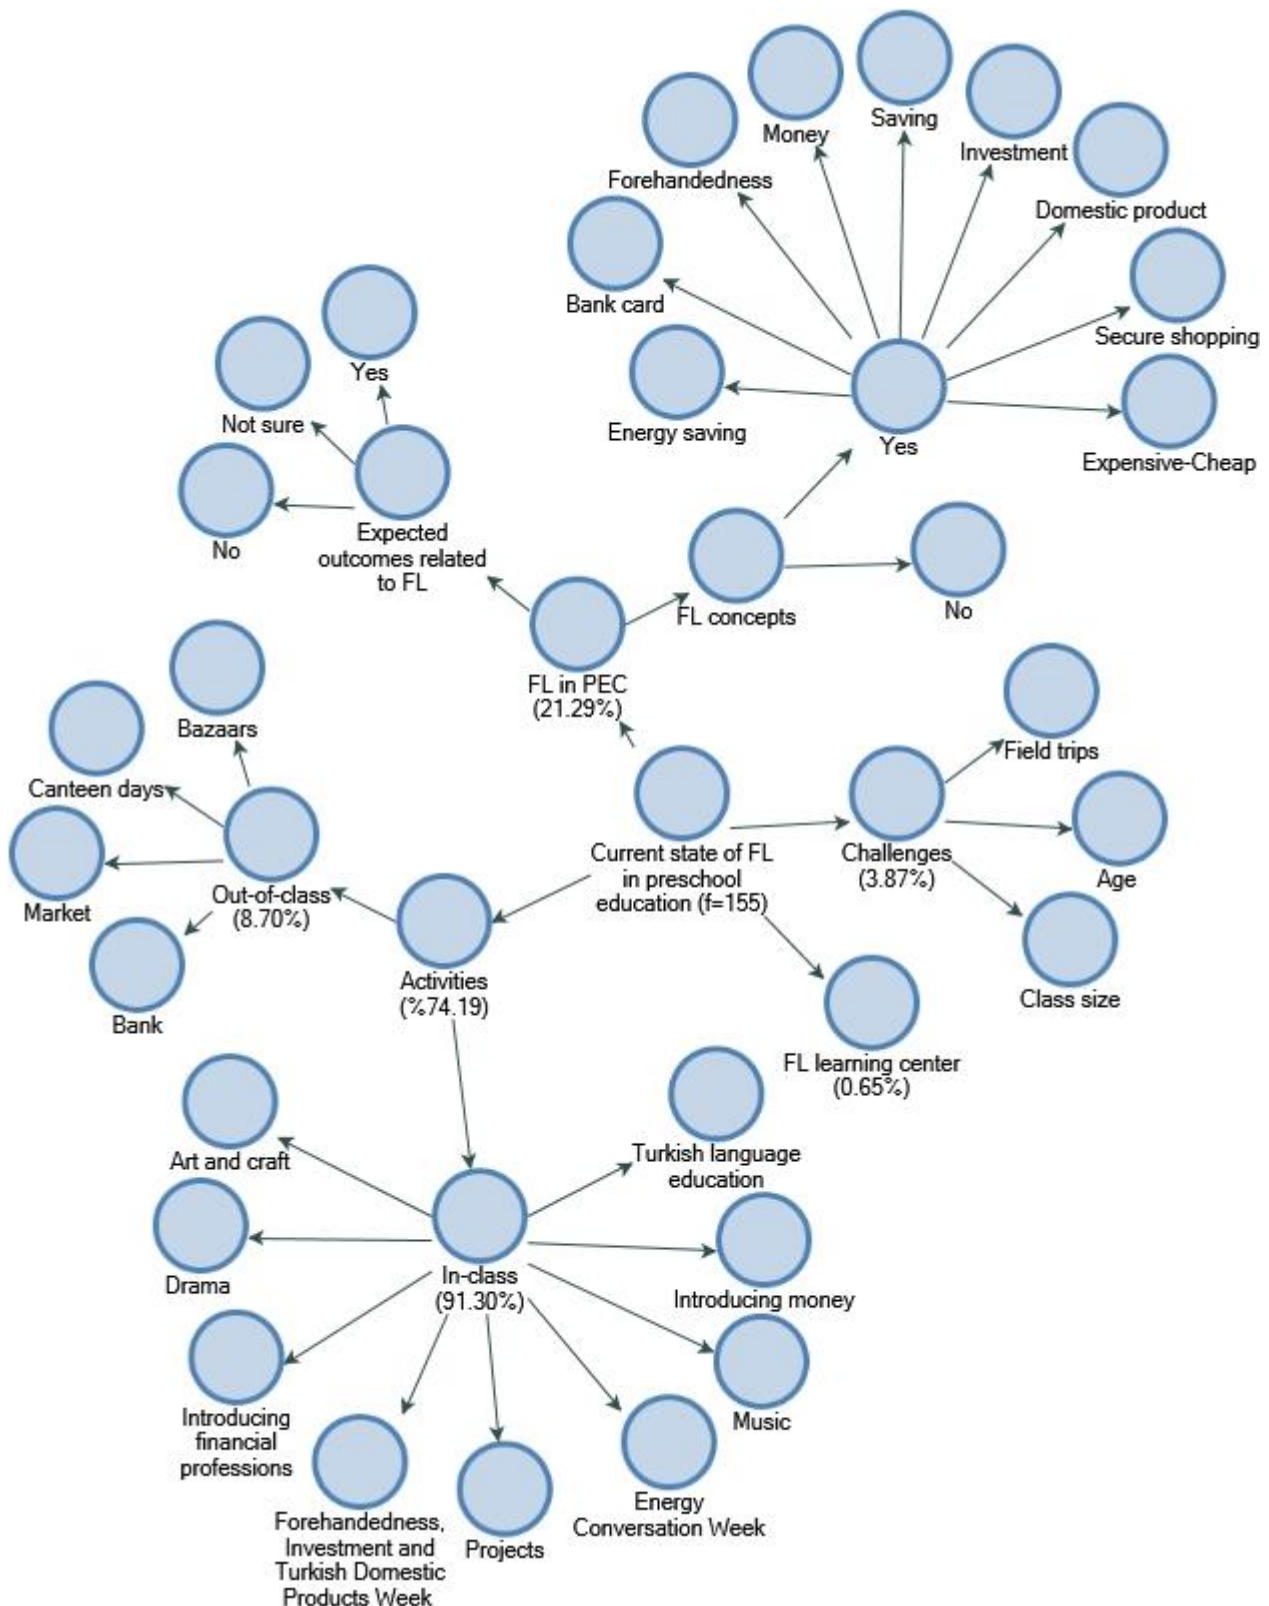 Saving
Money
Investment
Forehandedness
Domestic product
Bank card
Secure shopping
Energy saving
Yes
Expensive-Cheap
Yes
Not sure
No
Expected
outcomes related
to FL
FL concepts
No
FL in PEC
(21.29%)
Bazaars
Canteen days
Market
Bank
Out-of-class
(8.70%)
Current state of FL
in preschool
education (f=155)
Challenges
(3.87%)
Field trips
Age
Class size
Activities
(%74.19)
FL learning center
(0.65%)
Art and craft
Turkish language
education
Drama
In-class
(91.30%)
Introducing money
Introducing
financial
professions
Music
Forehandedness,
Investment and
Turkish Domestic
Products Week
Projects
Energy
Conversation Week